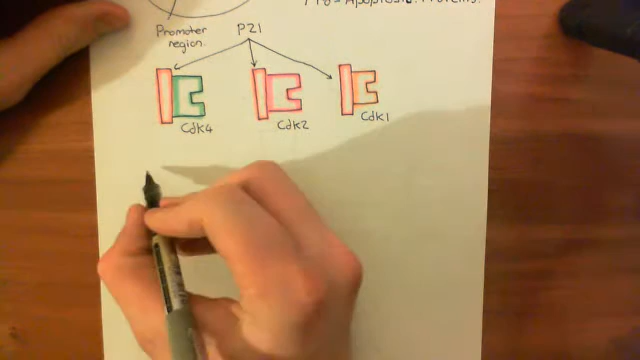 Apoptosis. Proteins.
Promoter P21
region.
Cdk4 Cdk2 Cdk1